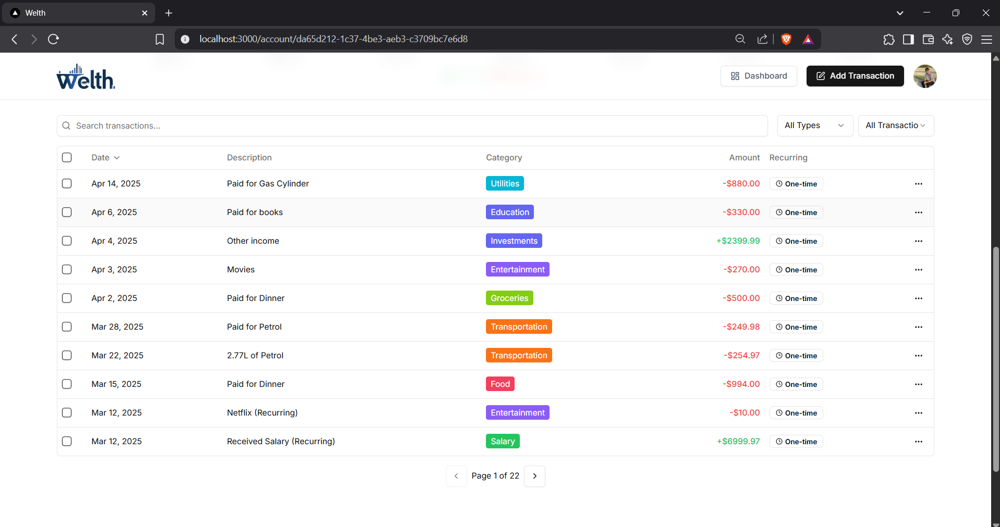 Welth
localhost:3000/account/da65d212-1c37-4be3-aeb3-c3709bc7e6d8
Welth.
Dashboard
Add Transaction
Search transactions...
All Types
All Transactio
Date Description Category Amount Recurring
Apr 14, 2025 Paid for Gas Cylinder Utilities -$880.00 One-time
Apr 6, 2025 Paid for books Education -$330.00 One-time
Apr 4, 2025 Other income Investments +$2399.99 One-time
Apr 3, 2025 Movies Entertainment -$270.00 One-time
Apr 2, 2025 Paid for Dinner Groceries -$500.00 One-time
Mar 28, 2025 Paid for Petrol Transportation -$249.98 One-time
Mar 22, 2025 2.77L of Petrol Transportation -$254.97 One-time
Mar 15, 2025 Paid for Dinner Food -$994.00 One-time
Mar 12, 2025 Netflix (Recurring) Entertainment -$10.00 One-time
Mar 12, 2025 Received Salary (Recurring) Salary +$6999.97 One-time
Page 1 of 22